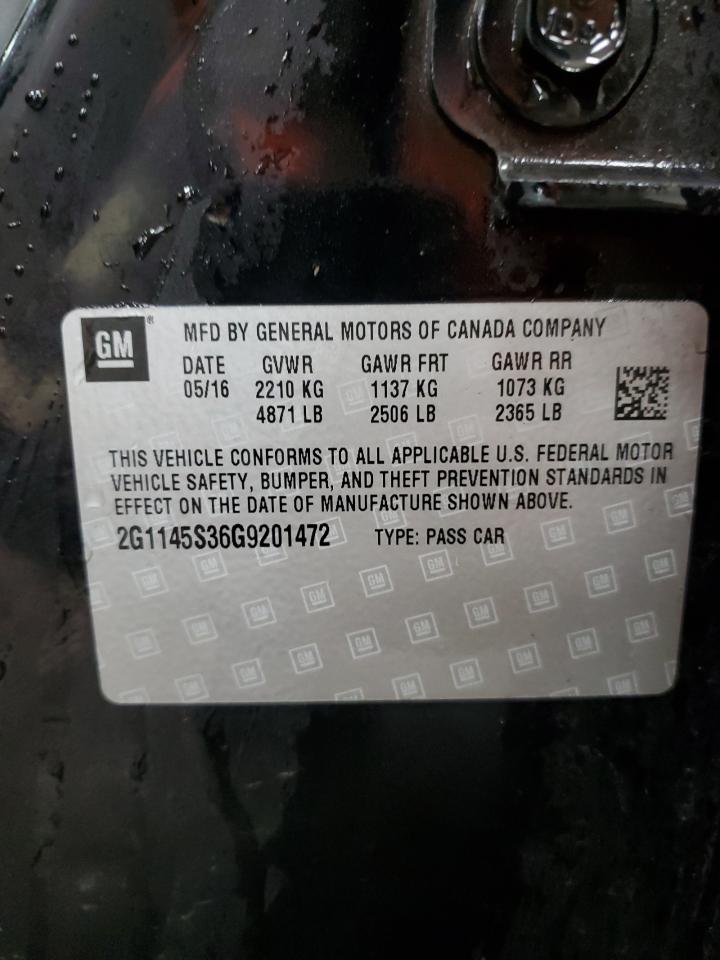 GM®
MFD BY GENERAL MOTORS OF CANADA COMPANY
DATE GVWR GAWR FRT GAWR RR
05/16 2210 KG 1137 KG 1073 KG
4871 LB 2506 LB 2365 LB
THIS VEHICLE CONFORMS TO ALL APPLICABLE U.S. FEDERAL MOTOR
VEHICLE SAFETY, BUMPER, AND THEFT PREVENTION STANDARDS IN
EFFECT ON THE DATE OF MANUFACTURE SHOWN ABOVE.
2G1145S36G9201472 TYPE: PASS CAR